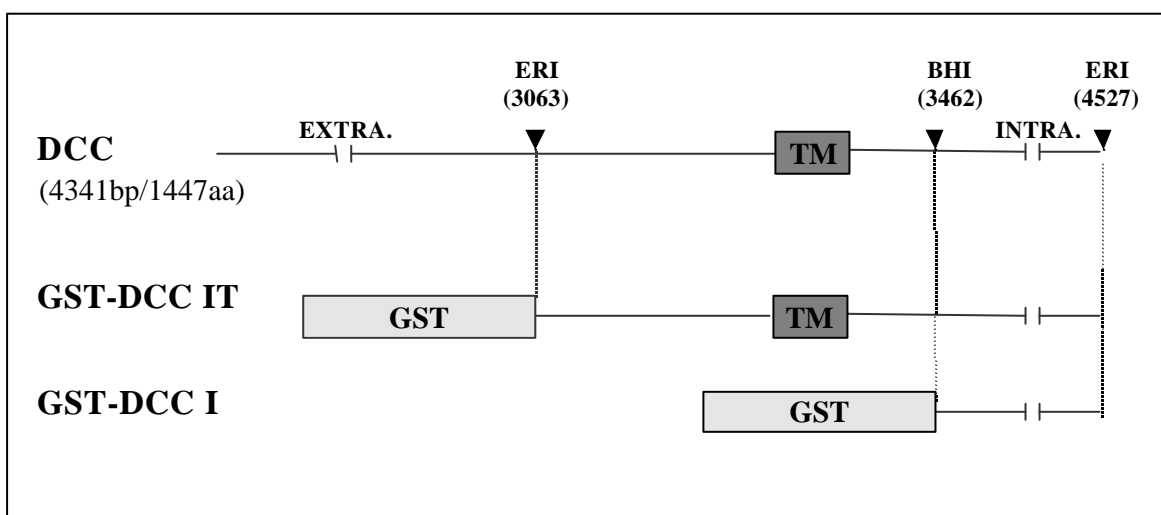 ERI BHI ERI
(3063) (3462) (4527)
EXTRA. INTRA.
DCC TM
(4341bp/1447aa)
GST-DCC IT GST TM
GST-DCC I GST